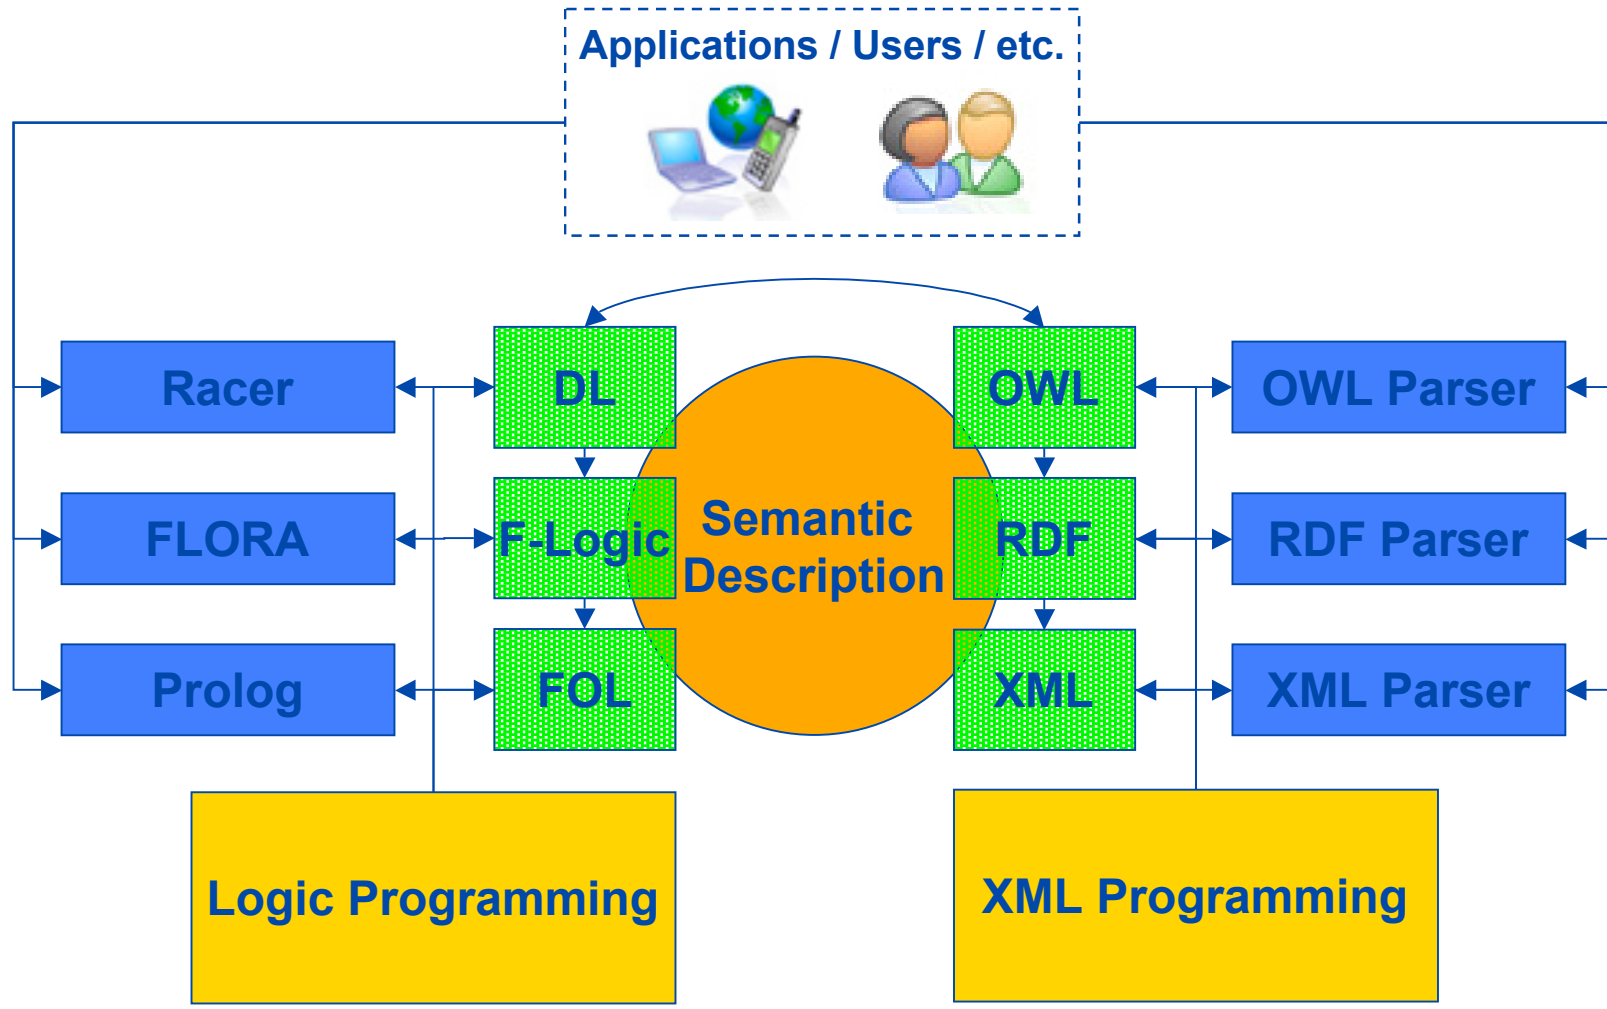 Applications / Users / etc.
Racer
DL
OWL
OWL Parser
FLORA
F-Logic
Semantic
Description
RDF
RDF Parser
Prolog
FOL
XML
XML Parser
Logic Programming
XML Programming